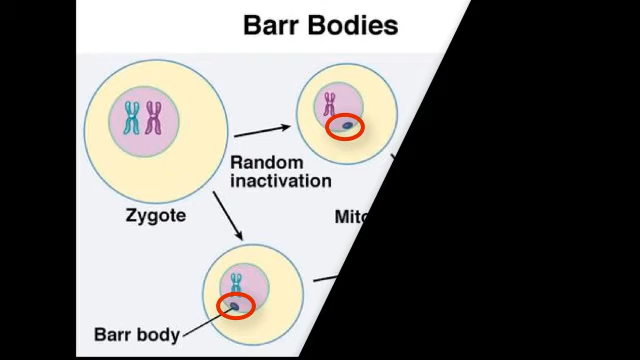 Barr Bodies
Random
inactivation
Zygote
Barr body